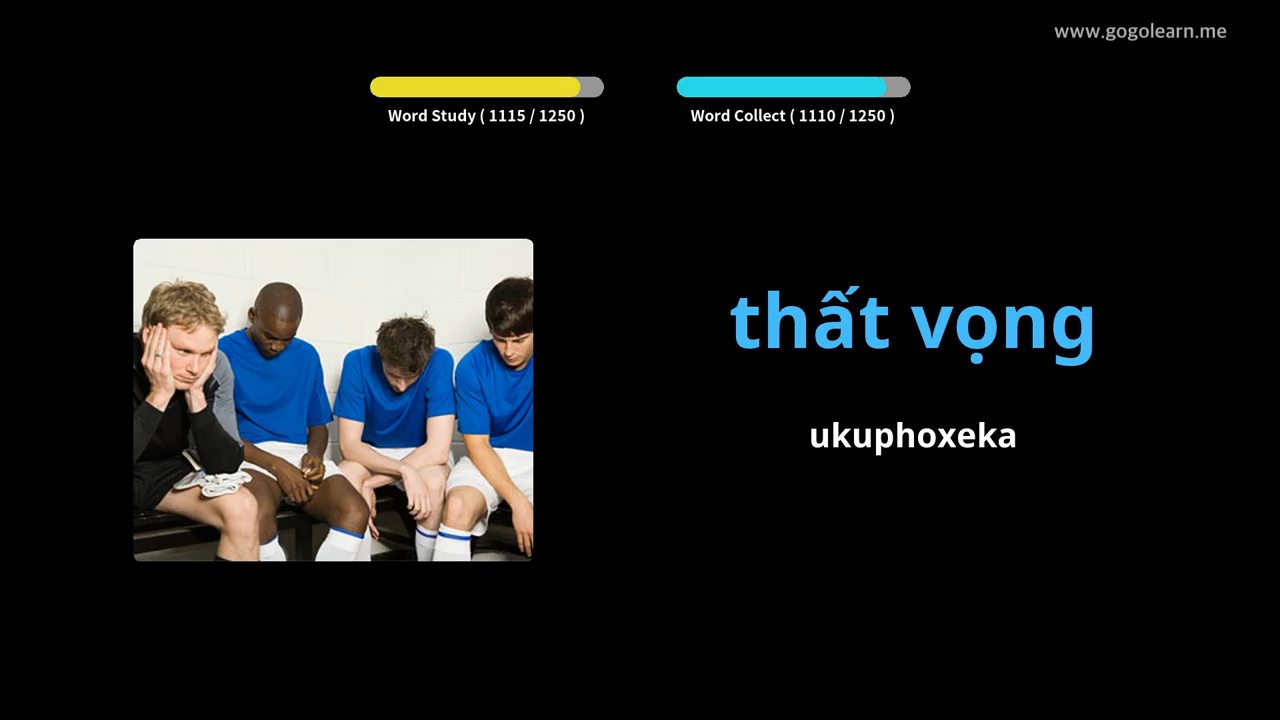 www.gogolearn.me
Word Study ( 1115 / 1250 )
Word Collect ( 1110 / 1250 )
thất vọng
ukuphoxeka